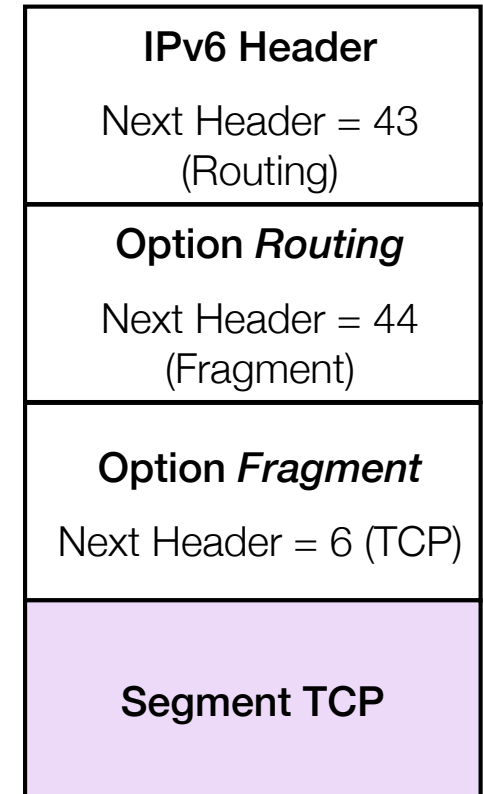 IPv6 Header
Next Header = 43
(Routing)
Option Routing
Next Header = 44
(Fragment)
Option Fragment
Next Header = 6 (TCP)
Segment TCP